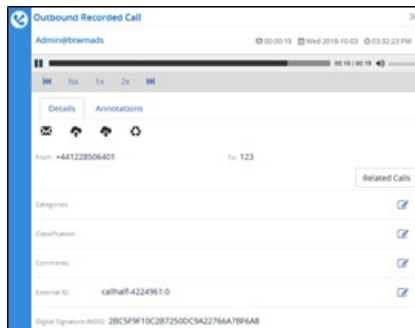 Outbound Recorded Call
Admin@btwmads 00:00:19 Wed 2018-10-03 03:32:23 PM
00:16 | 00:19
½x 1x 2x
Details Annotations
From: +441228506401 To: 123
Related Calls
Categories:
Classification:
Comments:
External ID: callhalf-4224961:0
Digital Signature (MD5): 2BC5F9F10C2B7250DC9A22766A7BF6A8